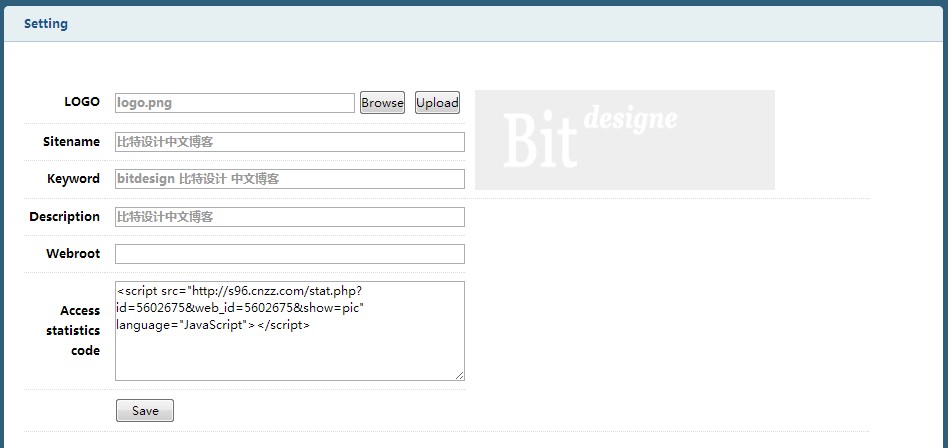 Setting
LOGO logo.png Browse Upload
Bit designe
Sitename 比特设计中文博客
Keyword bitdesign 比特设计 中文博客
Description 比特设计中文博客
Webroot
Access
statistics
code
<script src="http://s96.cnzz.com/stat.php?
id=5602675&web_id=5602675&show=pic"
language="JavaScript"></script>
Save